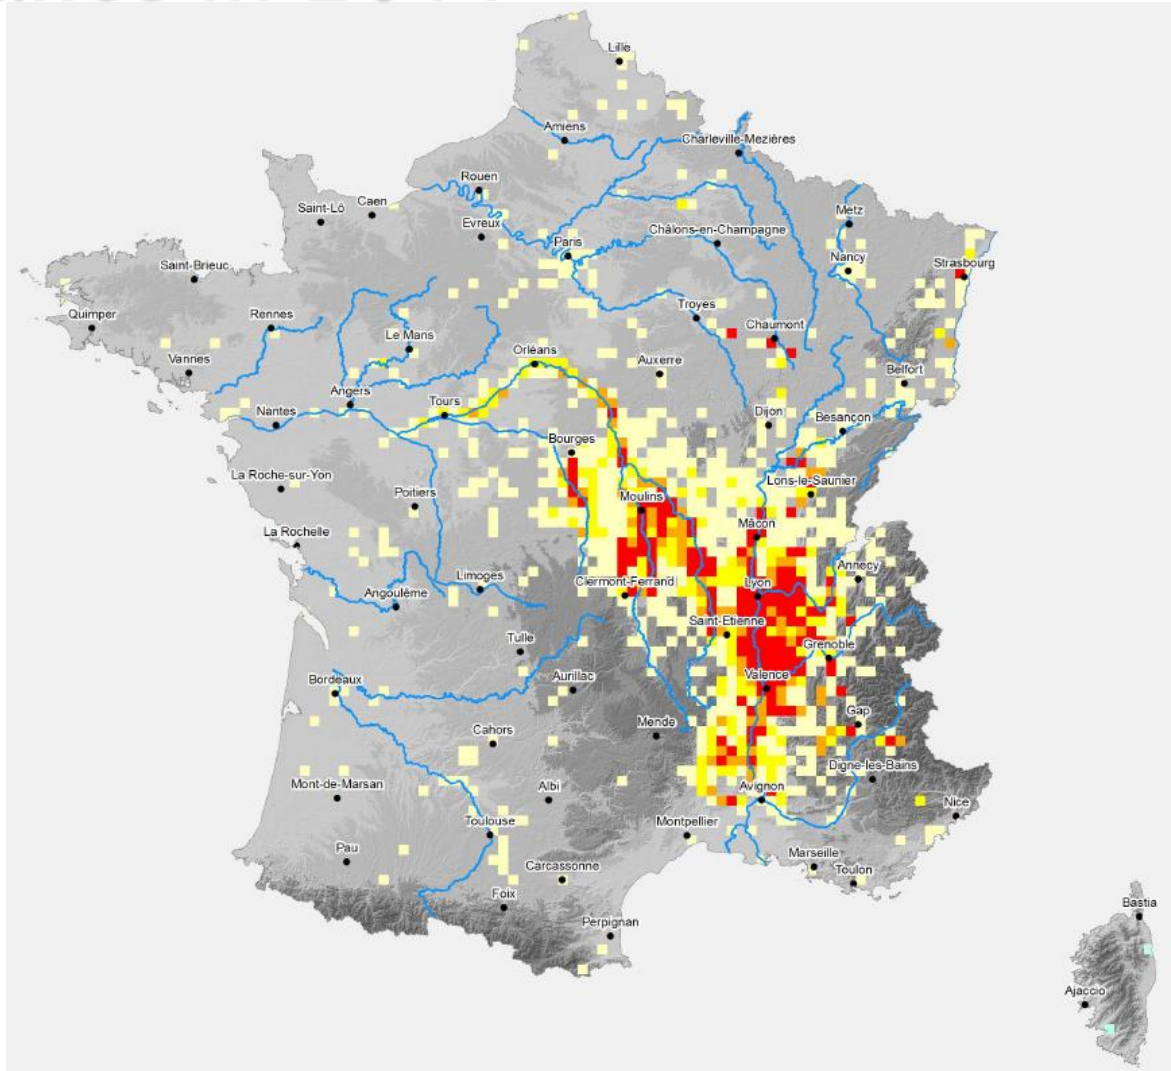 Lille
Amiens
Charleville-Mezières
Rouen
Saint-Lô
Caen
Evreux
Metz
Châlons-en-Champagne
Paris
Nancy
Strasbourg
Saint-Brieuc
Quimper
Rennes
Troyes
Chaumont
Le Mans
Orléans
Vannes
Auxerre
Belfort
Angers
Tours
Nantes
Dijon
Besançon
Bourges
La Roche-sur-Yon
Lons-le-Saunier
Poitiers
Moulins
Mâcon
La Rochelle
Annecy
Limoges
Clermont-Ferrand
Lyon
Angoulême
Saint-Etienne
Tulle
Grenoble
Bordeaux
Aurillac
Valence
Gap
Mende
Cahors
Digne-les-Bains
Mont-de-Marsan
Albi
Avignon
Nice
Toulouse
Montpellier
Pau
Carcassonne
Marseille
Toulon
Foix
Bastia
Perpignan
Ajaccio